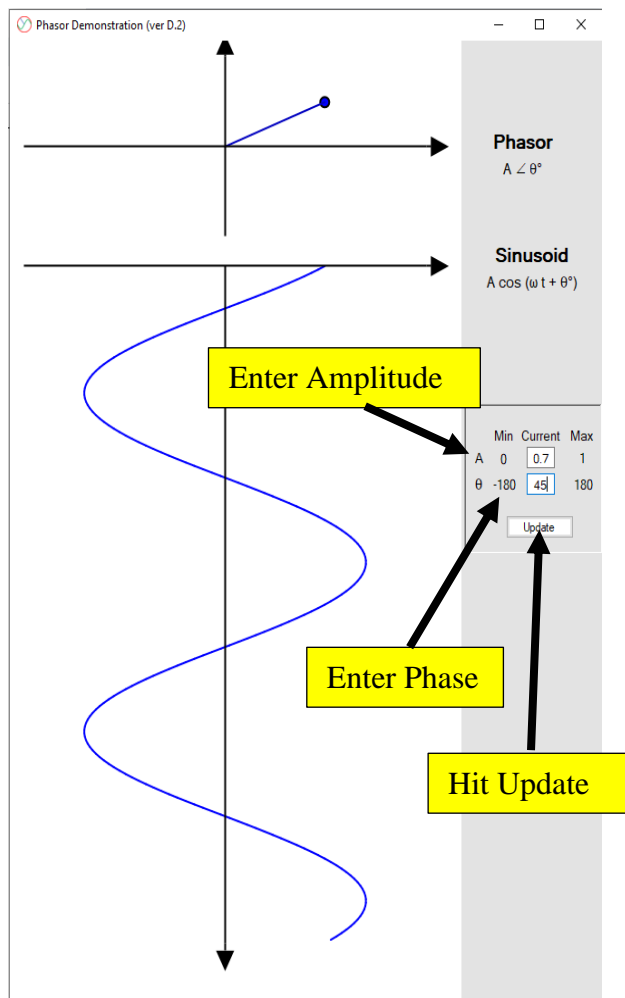 Phasor Demonstration (ver D.2)
Phasor
A ∠ θ°
Sinusoid
A cos (ω t + θ°)
Enter Amplitude
Min Current Max
A 0 0.7 1
θ -180 45 180
Update
Enter Phase
Hit Update